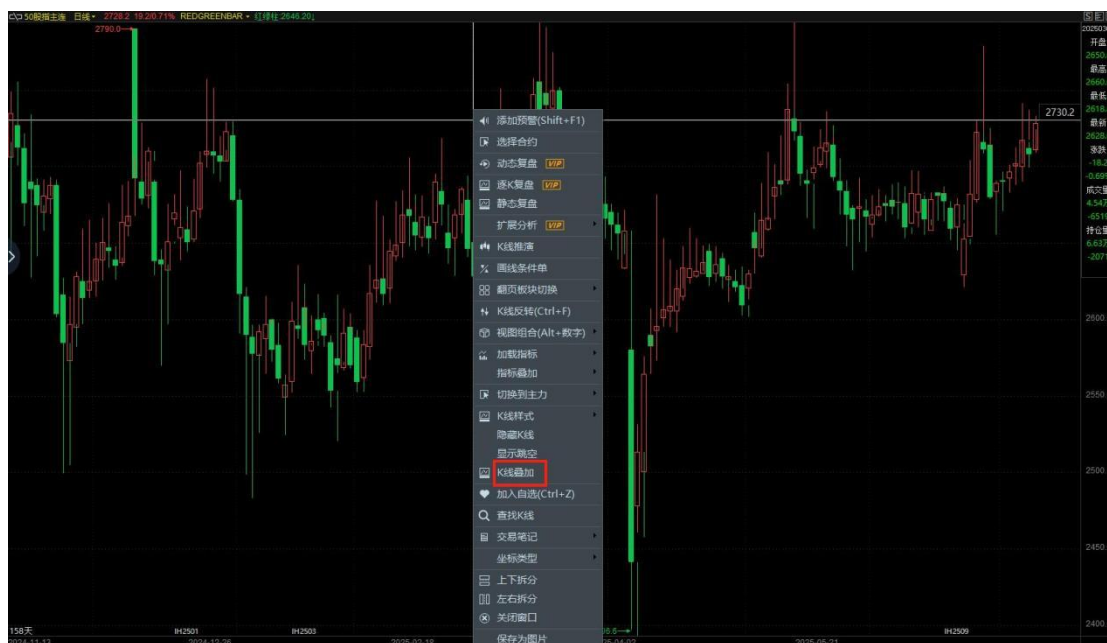 50股指主连 日线 2728.2 19.2/0.71% REDGREENBAR 红绿柱:2646.20↓
2790.0
开盘
最高
最低
最新
涨跌
-18.2
成交量
持仓量
2730.2
添加预警(Shift+F1)
选择合约
动态复盘 VIP
逐K复盘 VIP
静态复盘
扩展分析 VIP
K线推演
画线条件单
翻页板块切换
K线反转(Ctrl+F)
视图组合(Alt+数字)
加载指标
指标叠加
切换到主力
K线样式
隐藏K线
显示跳空
K线叠加
加入自选(Ctrl+Z)
查找K线
交易笔记
坐标类型
上下拆分
左右拆分
关闭窗口
保存为图片
2600
2550
2500
2450
2400
158天 IH2501 IH2503 IH2509